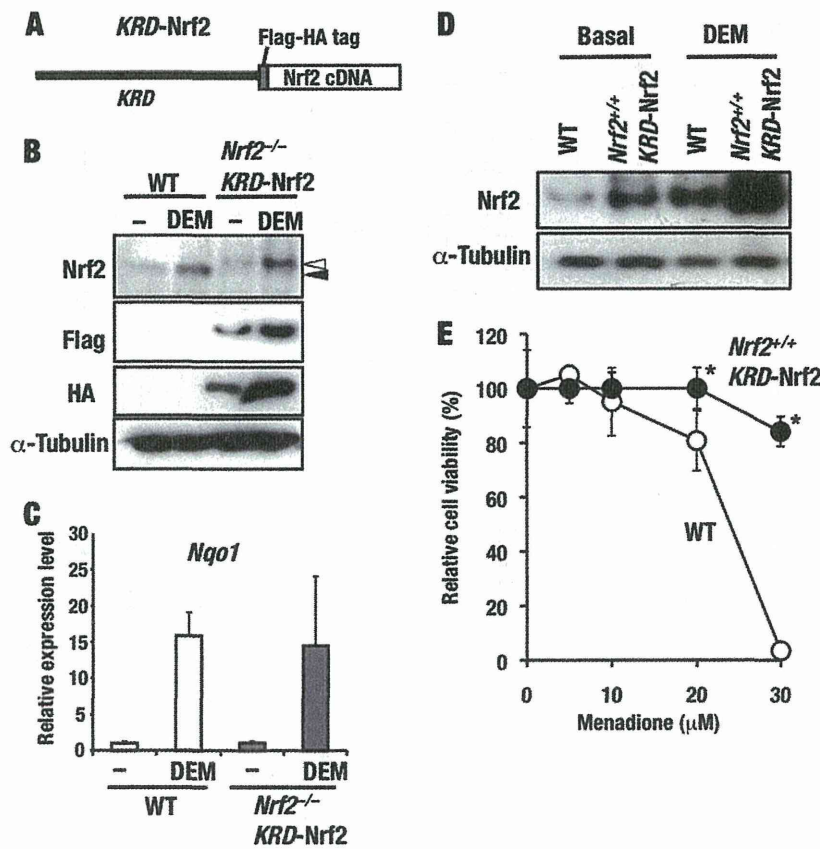 A
KRD-Nrf2
Flag-HA tag
Nrf2 cDNA
KRD
B
Nrf2–/–
WT KRD-Nrf2
– DEM – DEM
Nrf2
Flag
HA
α-Tubulin
C
Relative expression level
30
25
20
15
10
5
0
Nqo1
– DEM – DEM
WT Nrf2–/–
KRD-Nrf2
D
Basal DEM
WT
Nrf2+/+
KRD-Nrf2
WT
Nrf2+/+
KRD-Nrf2
Nrf2
α-Tubulin
E
Relative cell viability (%)
120
100
80
60
40
20
0
Nrf2+/+
KRD-Nrf2
*
*
WT
0 10 20 30
Menadione (μM)